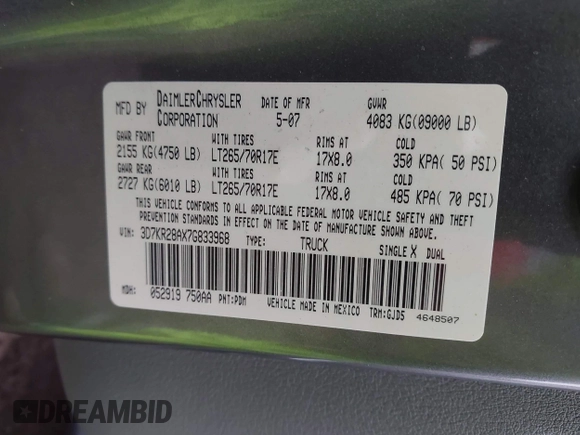 MFD BY DAIMLERCHRYSLER CORPORATION DATE OF MFR 5-07 GVWR 4083 KG(09000 LB)
GAWR FRONT WITH TIRES RIMS AT COLD
2155 KG(4750 LB) LT265/70R17E 17X8.0 350 KPA( 50 PSI)
GAWR REAR WITH TIRES RIMS AT COLD
2727 KG(6010 LB) LT265/70R17E 17X8.0 485 KPA( 70 PSI)
THIS VEHICLE CONFORMS TO ALL APPLICABLE FEDERAL MOTOR VEHICLE SAFETY AND THEFT
PREVENTION STANDARDS IN EFFECT ON THE DATE OF MANUFACTURE SHOWN ABOVE.
VIN: 3D7KR28AX7G833968 TYPE: TRUCK SINGLE X DUAL
MDH: 052919 750AA PNT:PDM VEHICLE MADE IN MEXICO TRM:GJD5 4648507
DREAMBID